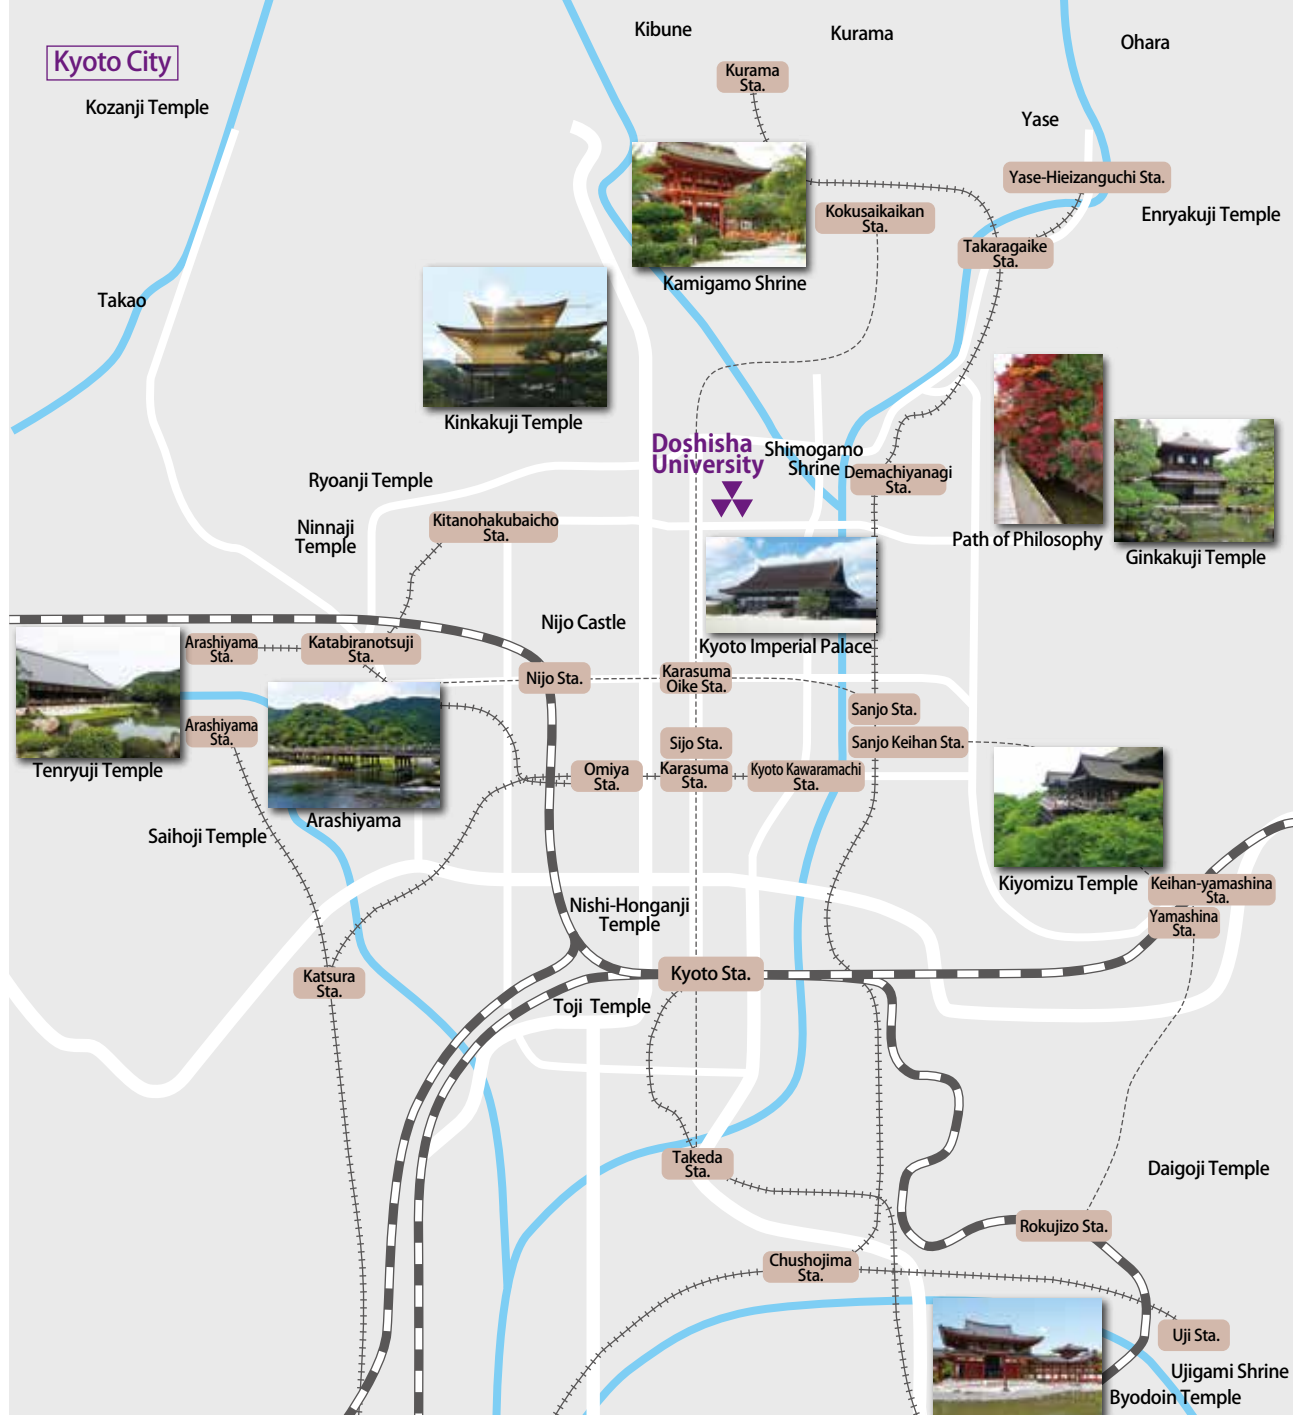 Kibune
Kurama
Ohara
Kyoto City
Kurama
Sta.
Kozanji Temple
Yase
Yase-Hieizanguchi Sta.
Kokusaikaikan
Sta.
Enryakuji Temple
Takaragaike
Sta.
Kamigamo Shrine
Takao
Kinkakuji Temple
Doshisha
University
Shimogamo
Shrine
Demachiyanagi
Sta.
Ryoanji Temple
Ninnaji
Temple
Kitanohakubaicho
Sta.
Path of Philosophy
Ginkakuji Temple
Nijo Castle
Kyoto Imperial Palace
Arashiyama
Sta.
Katabiranotsuji
Sta.
Nijo Sta.
Karasuma
Oike Sta.
Sanjo Sta.
Arashiyama
Sta.
Sijo Sta.
Sanjo Keihan Sta.
Tenryuji Temple
Omiya
Sta.
Karasuma
Sta.
Kyoto Kawaramachi
Sta.
Arashiyama
Saihoji Temple
Kiyomizu Temple
Keihan-yamashina
Sta.
Nishi-Honganji
Temple
Yamashina
Sta.
Katsura
Sta.
Kyoto Sta.
Toji Temple
Takeda
Sta.
Daigoji Temple
Rokujizo Sta.
Chushojima
Sta.
Uji Sta.
Ujigami Shrine
Byodoin Temple